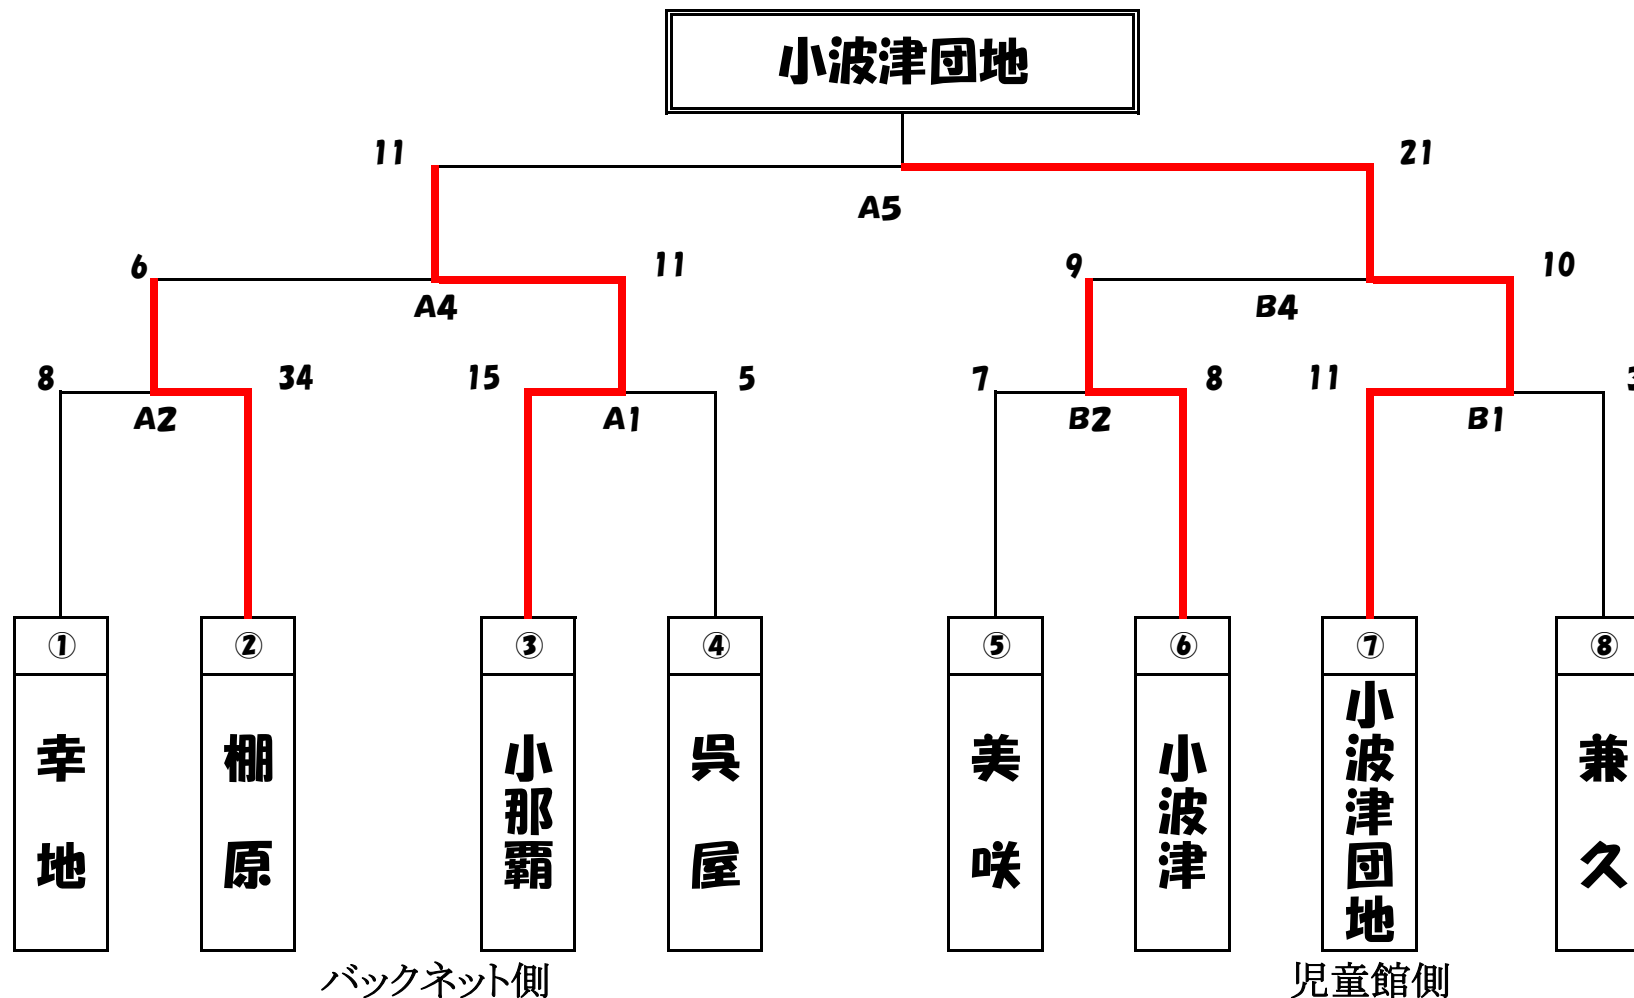 小波津団地
11 21
A5
6 11 9 10
A4 B4
8 34 15 5 7 8 11
A2 A1 B2 B1
① ② ③ ④ ⑤ ⑥ ⑦ ⑧
幸地
棚原
小那覇
呉屋
美咲
小波津
小波津団地
兼久
バックネット側 児童館側